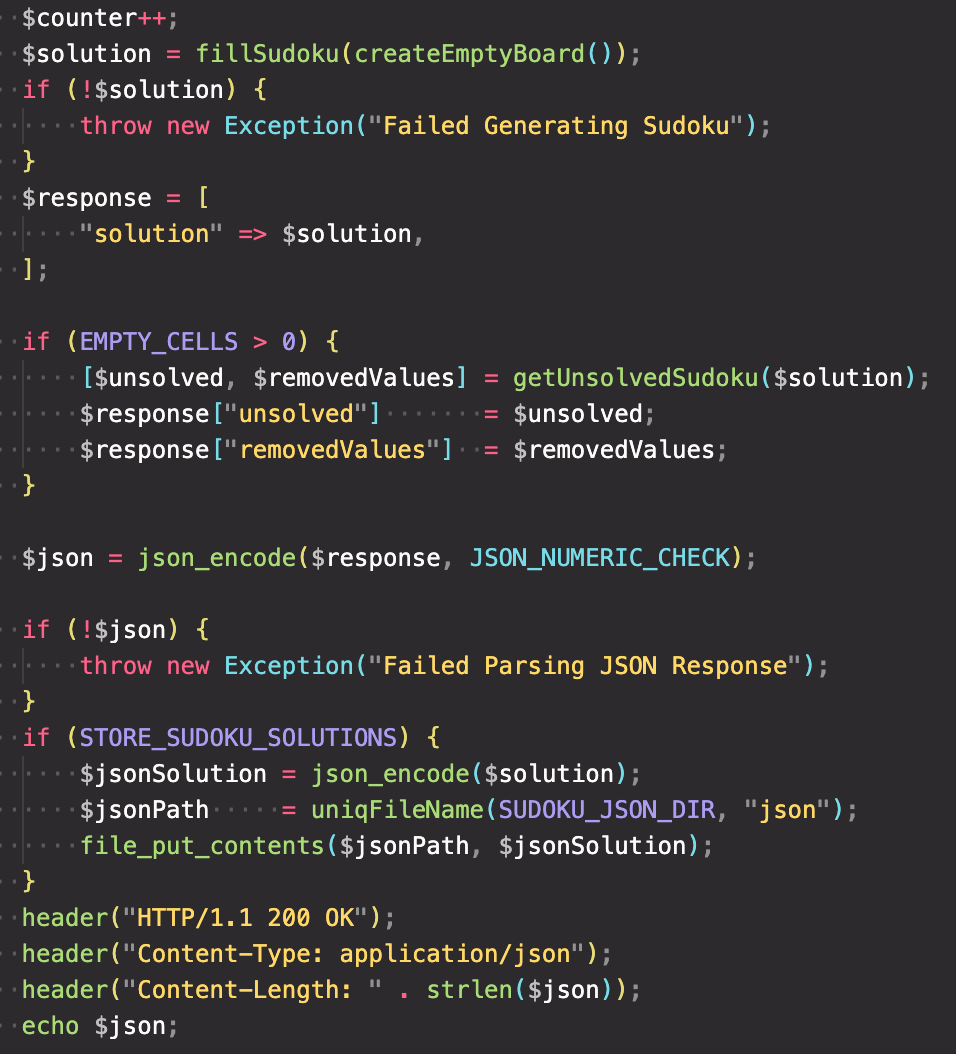 $counter++;
$solution = fillSudoku(createEmptyBoard());
if (!$solution) {
    throw new Exception("Failed Generating Sudoku");
}
$response = [
    "solution" => $solution,
];

if (EMPTY_CELLS > 0) {
    [$unsolved, $removedValues] = getUnsolvedSudoku($solution);
    $response["unsolved"]       = $unsolved;
    $response["removedValues"]  = $removedValues;
}

$json = json_encode($response, JSON_NUMERIC_CHECK);

if (!$json) {
    throw new Exception("Failed Parsing JSON Response");
}
if (STORE_SUDOKU_SOLUTIONS) {
    $jsonSolution = json_encode($solution);
    $jsonPath     = uniqFileName(SUDOKU_JSON_DIR, "json");
    file_put_contents($jsonPath, $jsonSolution);
}
header("HTTP/1.1 200 OK");
header("Content-Type: application/json");
header("Content-Length: " . strlen($json));
echo $json;